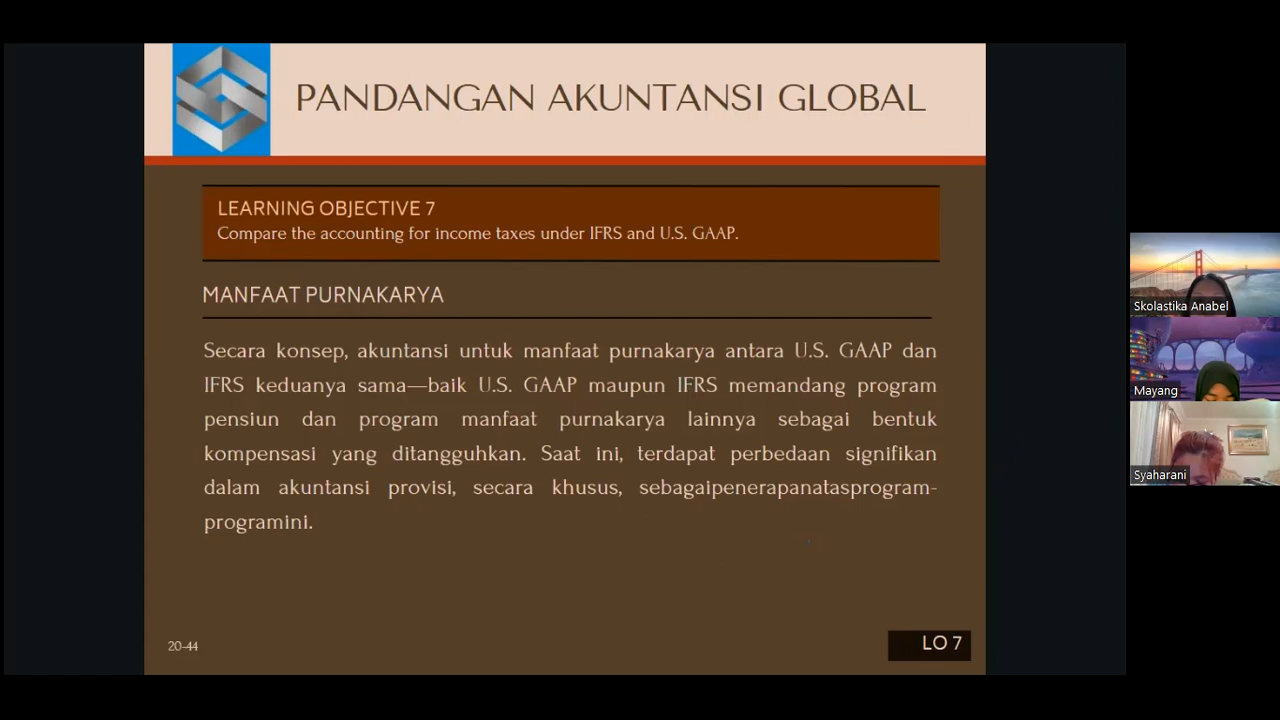 PANDANGAN AKUNTANSI GLOBAL
LEARNING OBJECTIVE 7
Compare the accounting for income taxes under IFRS and U.S. GAAP.
MANFAAT PURNAKARYA
Secara konsep, akuntansi untuk manfaat purnakarya antara U.S. GAAP dan
IFRS keduanya sama—baik U.S. GAAP maupun IFRS memandang program
pensiun dan program manfaat purnakarya lainnya sebagai bentuk
kompensasi yang ditangguhkan. Saat ini, terdapat perbedaan signifikan
dalam akuntansi provisi, secara khusus, sebagaipenerapanatasprogram-
programini.
20-44
LO 7
Skolastika Anabel
Mayang
Syaharani